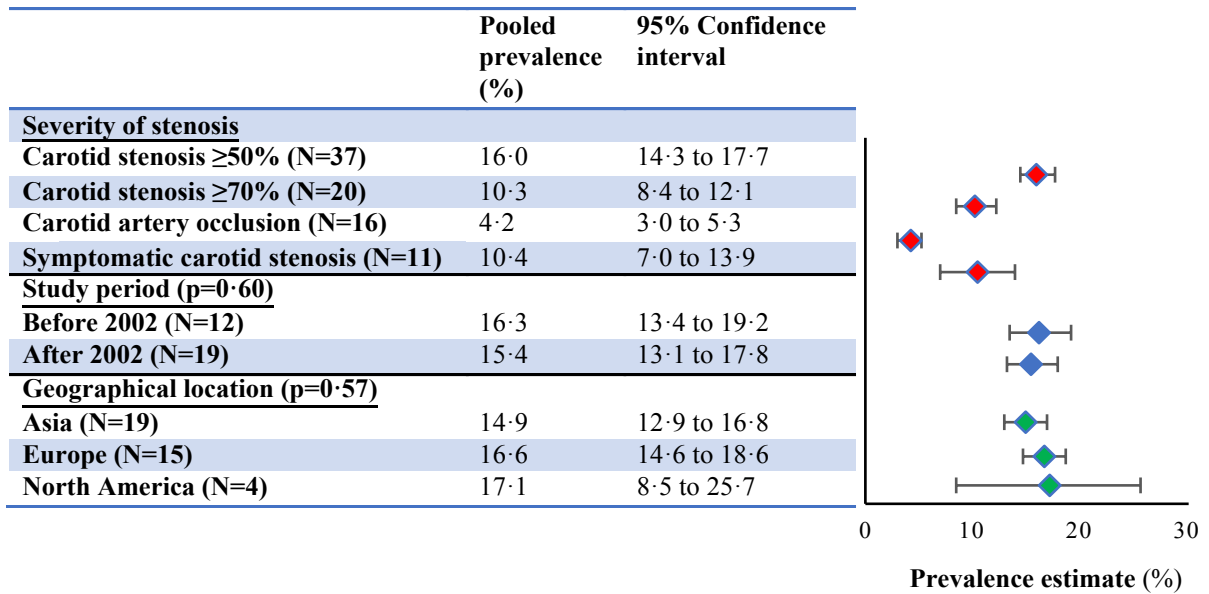 Pooled prevalence (%) 95% Confidence interval
Severity of stenosis
Carotid stenosis ≥50% (N=37) 16·0 14·3 to 17·7
Carotid stenosis ≥70% (N=20) 10·3 8·4 to 12·1
Carotid artery occlusion (N=16) 4·2 3·0 to 5·3
Symptomatic carotid stenosis (N=11) 10·4 7·0 to 13·9
Study period (p=0·60)
Before 2002 (N=12) 16·3 13·4 to 19·2
After 2002 (N=19) 15·4 13·1 to 17·8
Geographical location (p=0·57)
Asia (N=19) 14·9 12·9 to 16·8
Europe (N=15) 16·6 14·6 to 18·6
North America (N=4) 17·1 8·5 to 25·7
0 10 20 30
Prevalence estimate (%)